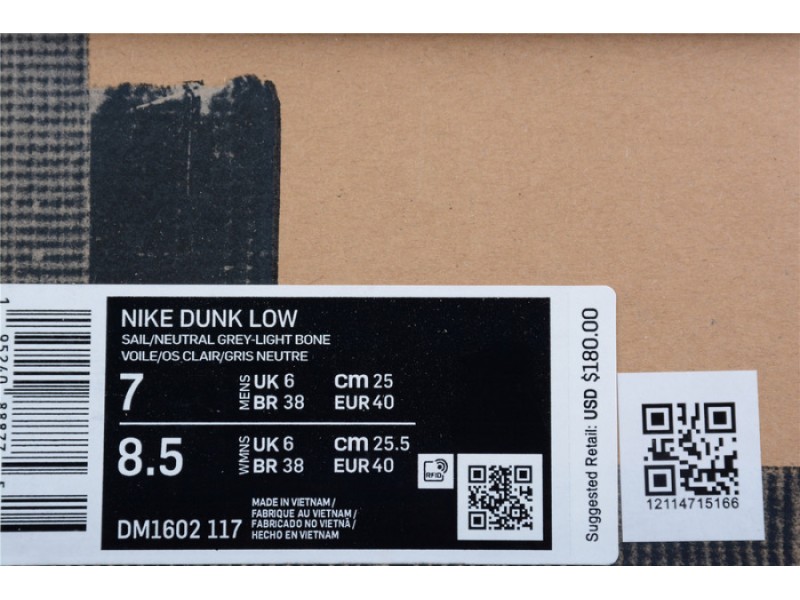 NIKE DUNK LOW
SAIL/NEUTRAL GREY-LIGHT BONE
VOILE/OS CLAIR/GRIS NEUTRE
7 MENS UK 6 cm 25
BR 38 EUR 40
8.5 WMNS UK 6 cm 25.5
BR 38 EUR 40
RFID
MADE IN VIETNAM /
FABRIQUE AU VIETNAM /
FABRICADO NO VIETNÃ /
HECHO EN VIETNAM
DM1602 117
Suggested Retail: USD $180.00
12114715166